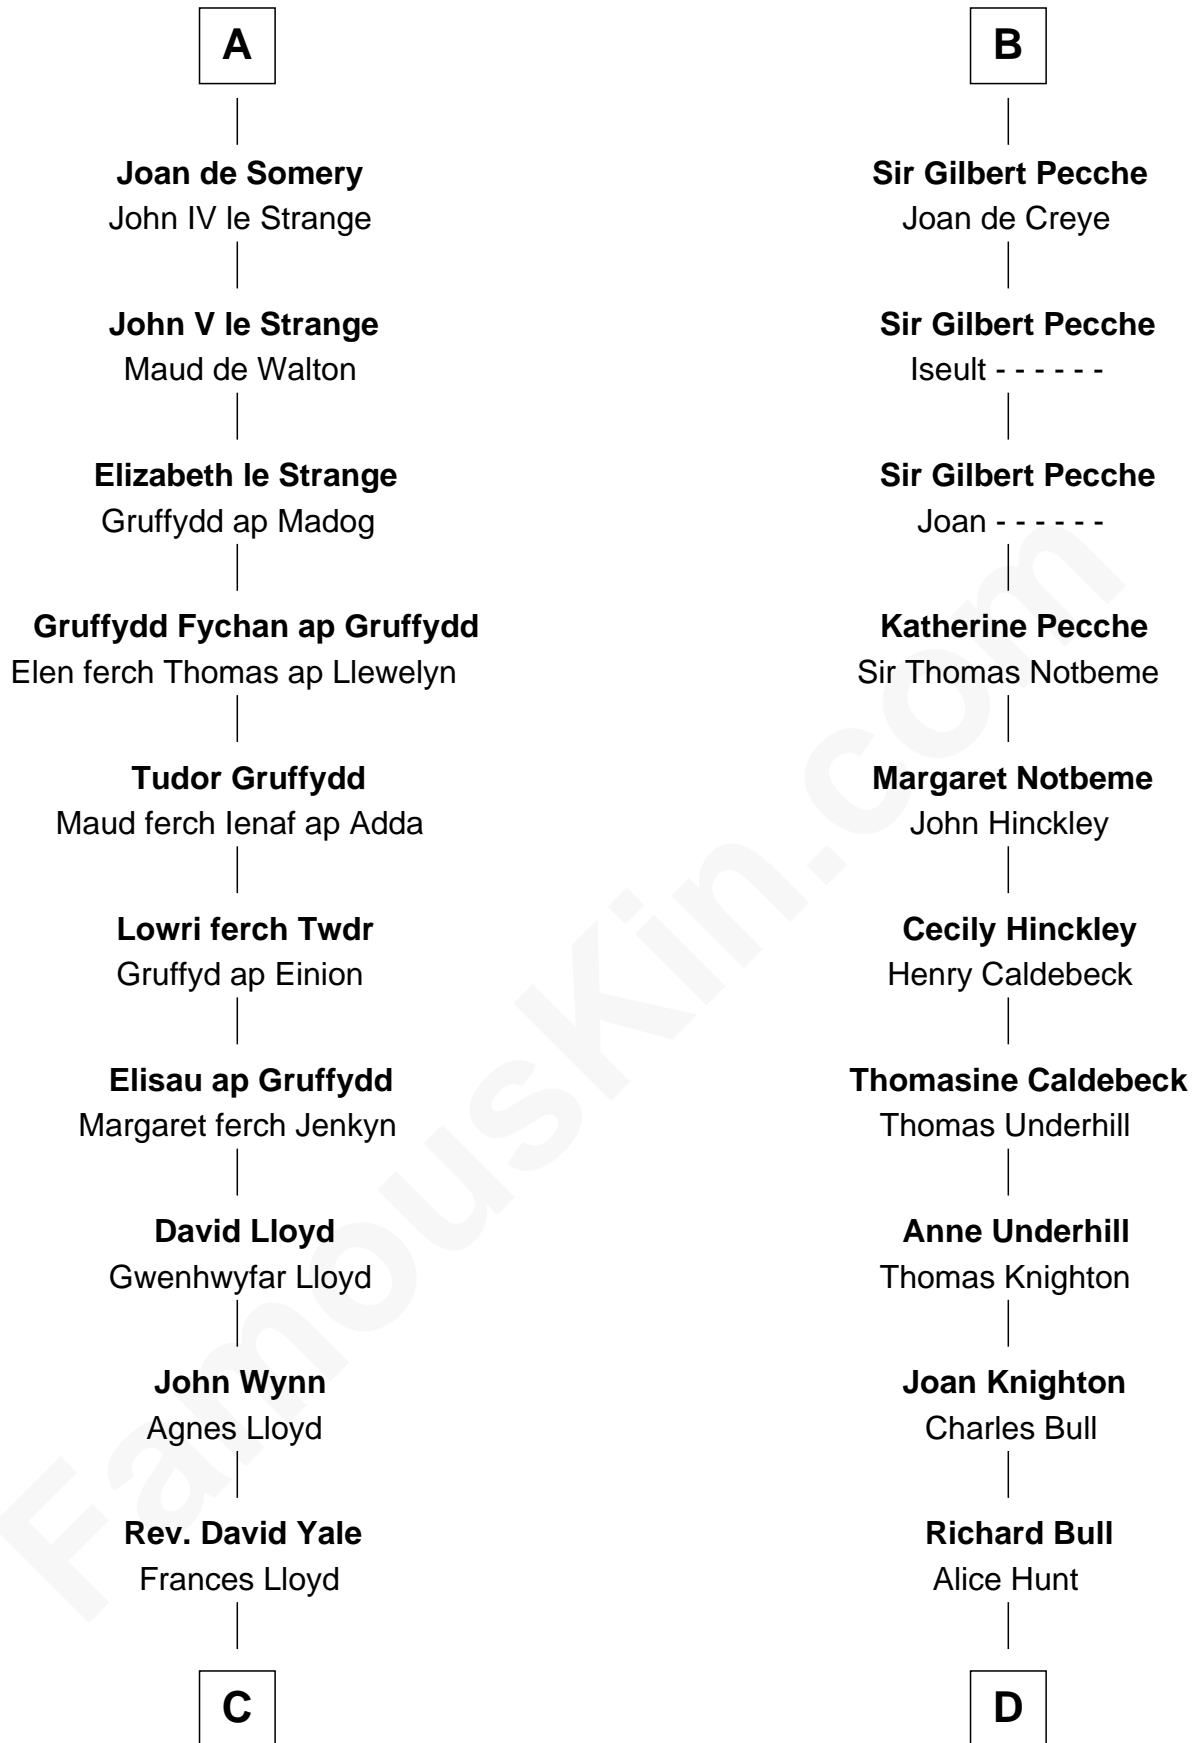 A
Joan de Somery
John IV le Strange
John V le Strange
Maud de Walton
Elizabeth le Strange
Gruffydd ap Madog
Gruffydd Fychan ap Gruffydd
Elen ferch Thomas ap Llewelyn
Tudor Gruffydd
Maud ferch Ienaf ap Adda
Lowri ferch Twdr
Gruffyd ap Einion
Elisau ap Gruffydd
Margaret ferch Jenkyn
David Lloyd
Gwenhwyfar Lloyd
John Wynn
Agnes Lloyd
Rev. David Yale
Frances Lloyd
C
B
Sir Gilbert Pecche
Joan de Creye
Sir Gilbert Pecche
Iseult - - - - - -
Sir Gilbert Pecche
Joan - - - - - -
Katherine Pecche
Sir Thomas Notbeme
Margaret Notbeme
John Hinckley
Cecily Hinckley
Henry Caldebeck
Thomasine Caldebeck
Thomas Underhill
Anne Underhill
Thomas Knighton
Joan Knighton
Charles Bull
Richard Bull
Alice Hunt
D
FamousKin.com